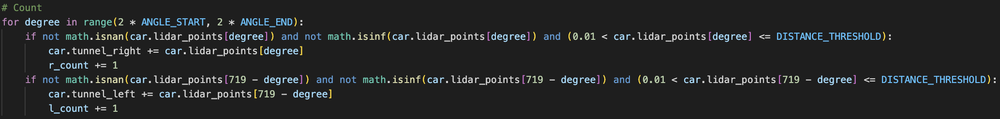 # Count
for degree in range(2 * ANGLE_START, 2 * ANGLE_END):
    if not math.isnan(car.lidar_points[degree]) and not math.isinf(car.lidar_points[degree]) and (0.01 < car.lidar_points[degree] <= DISTANCE_THRESHOLD):
        car.tunnel_right += car.lidar_points[degree]
        r_count += 1
    if not math.isnan(car.lidar_points[719 - degree]) and not math.isinf(car.lidar_points[719 - degree]) and (0.01 < car.lidar_points[719 - degree] <= DISTANCE_THRESHOLD):
        car.tunnel_left += car.lidar_points[719 - degree]
        l_count += 1